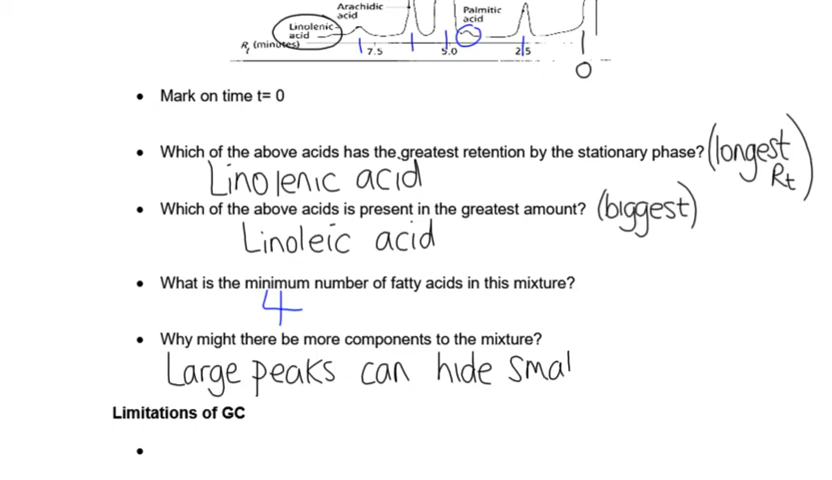 Arachidic
acid
Palmitic
acid
Linolenic
acid
Rt (minutes)
7.5
5.0
2.5
0
• Mark on time t= 0
• Which of the above acids has the greatest retention by the stationary phase? (longest Rt)
Linolenic acid
• Which of the above acids is present in the greatest amount? (biggest)
Linoleic acid
• What is the minimum number of fatty acids in this mixture?
4
• Why might there be more components to the mixture?
Large peaks can hide smal
Limitations of GC
•